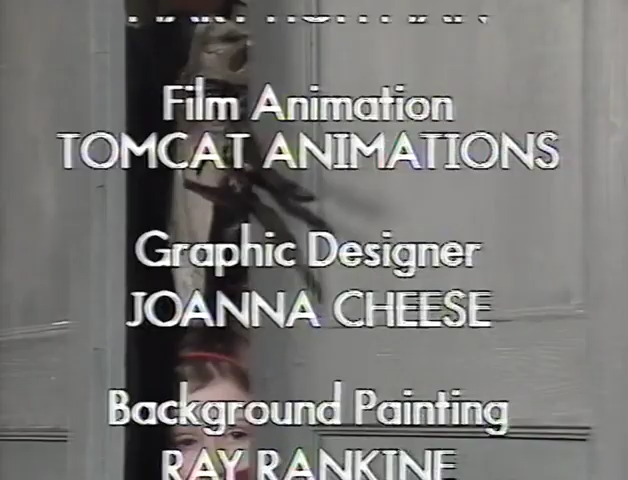 Film Animation
TOMCAT ANIMATIONS
Graphic Designer
JOANNA CHEESE
Background Painting
RAY RANKINE